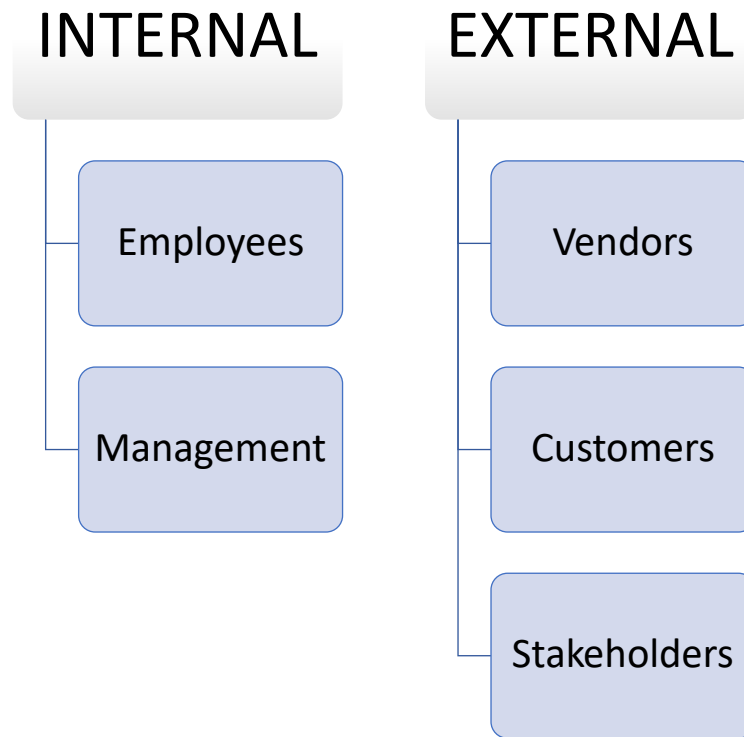 INTERNAL
Employees
Management
EXTERNAL
Vendors
Customers
Stakeholders